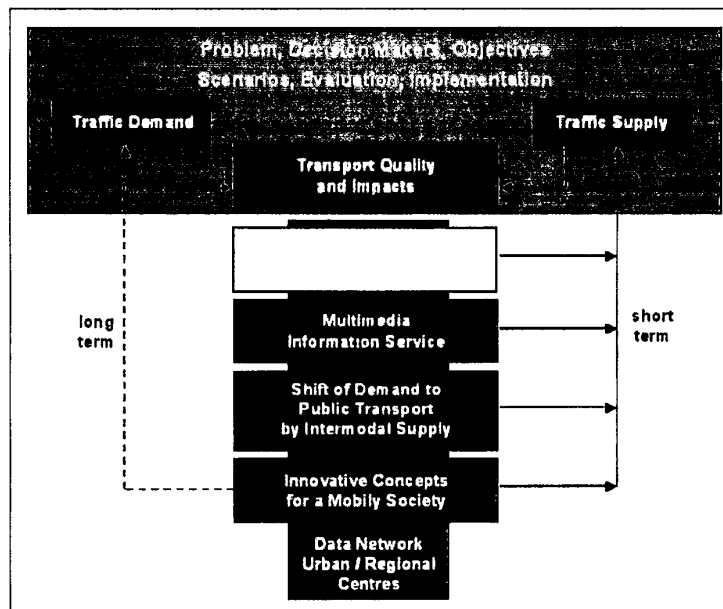 Problem, Decision Makers, Objectives
Scenarios, Evaluation, Implementation
Traffic Demand
Traffic Supply
Transport Quality
and Impacts
long
term
short
term
Multimedia
Information Service
Shift of Demand to
Public Transport
by Intermodal Supply
Innovative Concepts
for a Mobily Society
Data Network
Urban / Regional
Centres